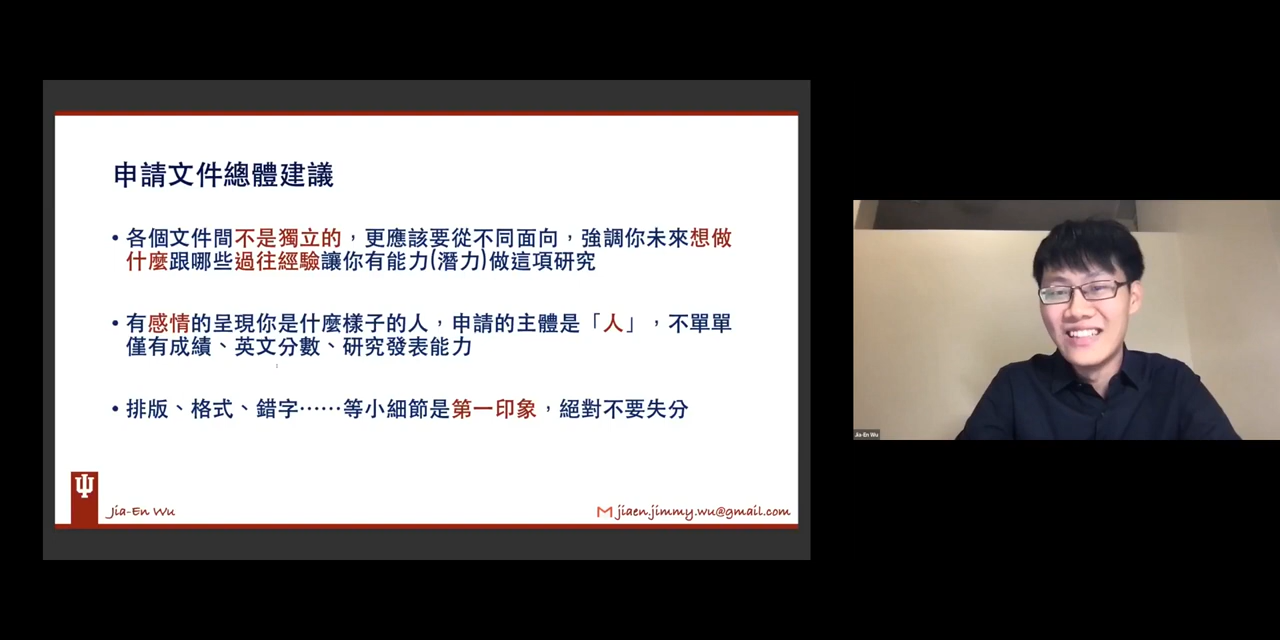 申請文件總體建議
• 各個文件間不是獨立的，更應該要從不同面向，強調你未來想做
什麼跟哪些過往經驗讓你有能力(潛力)做這項研究
• 有感情的呈現你是什麼樣子的人，申請的主體是「人」，不單單
僅有成績、英文分數、研究發表能力
• 排版、格式、錯字⋯⋯等小細節是第一印象，絕對不要失分
Jia-En Wu
jiaen.jimmy.wu@gmail.com
Jia-En Wu